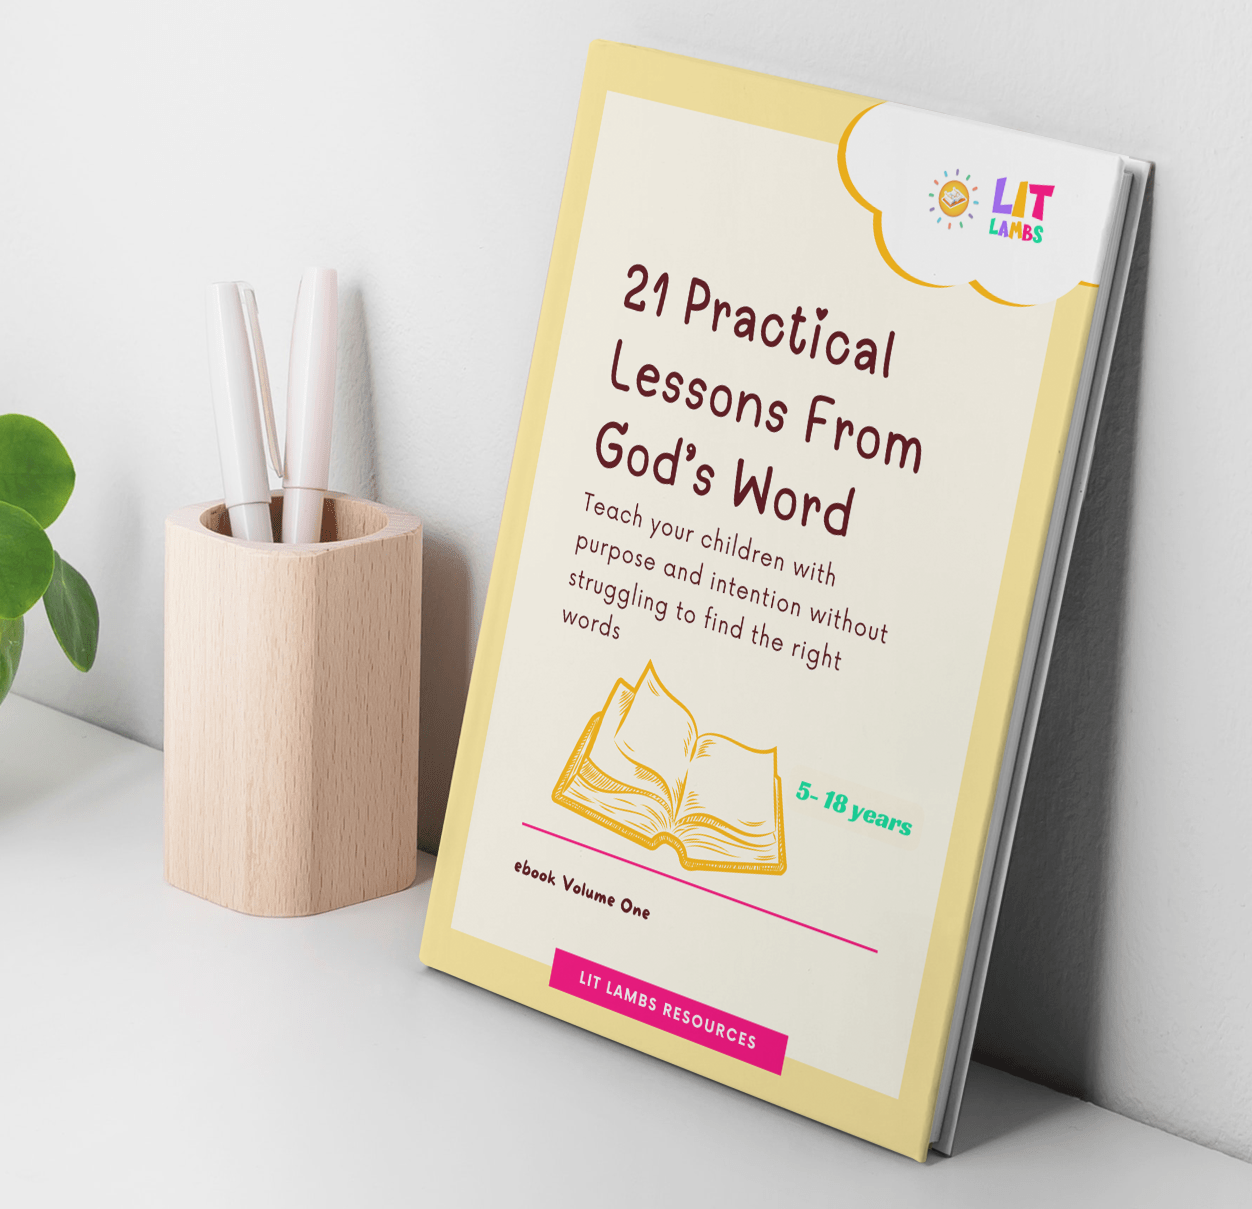 LIT
LAMBS
21 Practical
Lessons From
God's Word
Teach your children with
purpose and intention without
struggling to find the right
words
5- 18 years
ebook Volume One
LIT LAMBS RESOURCES